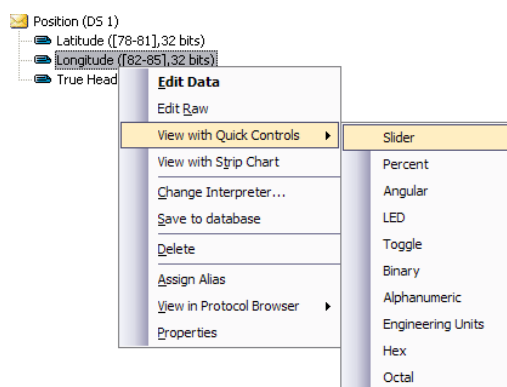 Position (DS 1)
Latitude ([78-81],32 bits)
Longitude ([82-85],32 bits)
True Head
Edit Data
Edit Raw
View with Quick Controls
View with Strip Chart
Change Interpreter...
Save to database
Delete
Assign Alias
View in Protocol Browser
Properties
Slider
Percent
Angular
LED
Toggle
Binary
Alphanumeric
Engineering Units
Hex
Octal